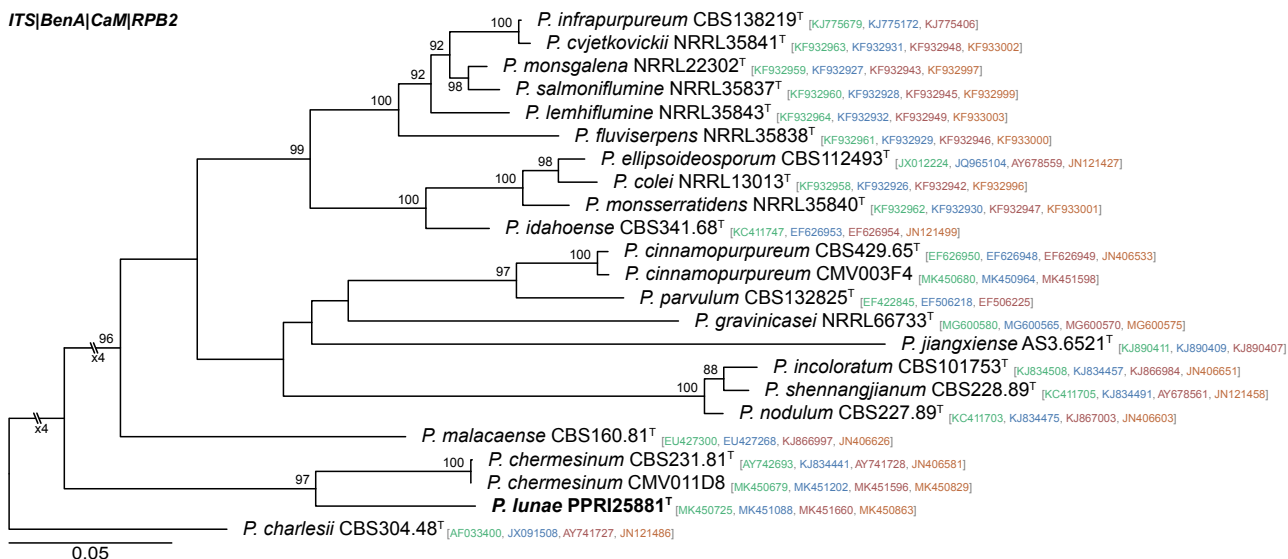 ITS|BenA|CaM|RPB2
100 P. infrapurpureum CBS138219ᵀ [KJ775679, KJ775172, KJ775406]
92 P. cvjetkovickii NRRL35841ᵀ [KF932963, KF932931, KF932948, KF933002]
92 P. monsgalena NRRL22302ᵀ [KF932959, KF932927, KF932943, KF932997]
98 P. salmoniflumine NRRL35837ᵀ [KF932960, KF932928, KF932945, KF932999]
100 P. lemhiflumine NRRL35843ᵀ [KF932964, KF932932, KF932949, KF933003]
P. fluviserpens NRRL35838ᵀ [KF932961, KF932929, KF932946, KF933000]
99 98 P. ellipsoideosporum CBS112493ᵀ [JX012224, JQ965104, AY678559, JN121427]
P. colei NRRL13013ᵀ [KF932958, KF932926, KF932942, KF932996]
100 100 P. monsserratidens NRRL35840ᵀ [KF932962, KF932930, KF932947, KF933001]
P. idahoense CBS341.68ᵀ [KC411747, EF626953, EF626954, JN121499]
100 P. cinnamopurpureum CBS429.65ᵀ [EF626950, EF626948, EF626949, JN406533]
97 P. cinnamopurpureum CMV003F4 [MK450680, MK450964, MK451598]
P. parvulum CBS132825ᵀ [EF422845, EF506218, EF506225]
P. gravinicasei NRRL66733ᵀ [MG600580, MG600565, MG600570, MG600575]
96 P. jiangxiense AS3.6521ᵀ [KJ890411, KJ890409, KJ890407]
x4
88 P. incoloratum CBS101753ᵀ [KJ834508, KJ834457, KJ866984, JN406651]
100 P. shennangjianum CBS228.89ᵀ [KC411705, KJ834491, AY678561, JN121458]
P. nodulum CBS227.89ᵀ [KC411703, KJ834475, KJ867003, JN406603]
x4
P. malacaense CBS160.81ᵀ [EU427300, EU427268, KJ866997, JN406626]
100 P. chermesinum CBS231.81ᵀ [AY742693, KJ834441, AY741728, JN406581]
97 P. chermesinum CMV011D8 [MK450679, MK451202, MK451596, MK450829]
P. lunae PPRI25881ᵀ [MK450725, MK451088, MK451660, MK450863]
P. charlesii CBS304.48ᵀ [AF033400, JX091508, AY741727, JN121486]
0.05